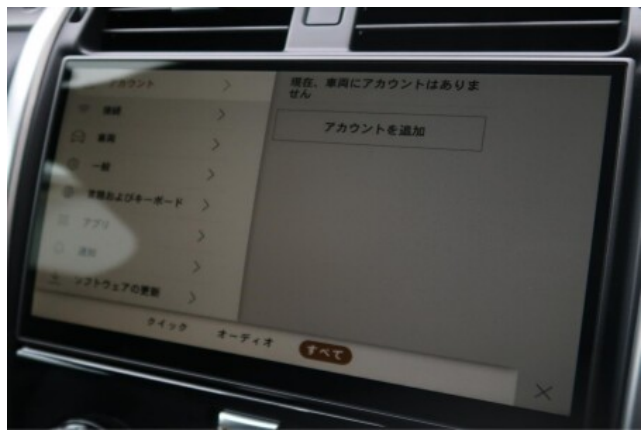 アカウント
接続
車両
一般
言語およびキーボード
アプリ
通知
ソフトウェアの更新
現在、車両にアカウントはありま
せん
アカウントを追加
クイック
オーディオ
すべて